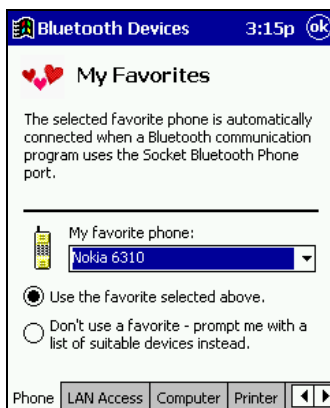 Bluetooth Devices 3:15p ok
My Favorites
The selected favorite phone is automatically
connected when a Bluetooth communication
program uses the Socket Bluetooth Phone
port.
My favorite phone:
Nokia 6310
Use the favorite selected above.
Don't use a favorite - prompt me with a
list of suitable devices instead.
Phone LAN Access Computer Printer